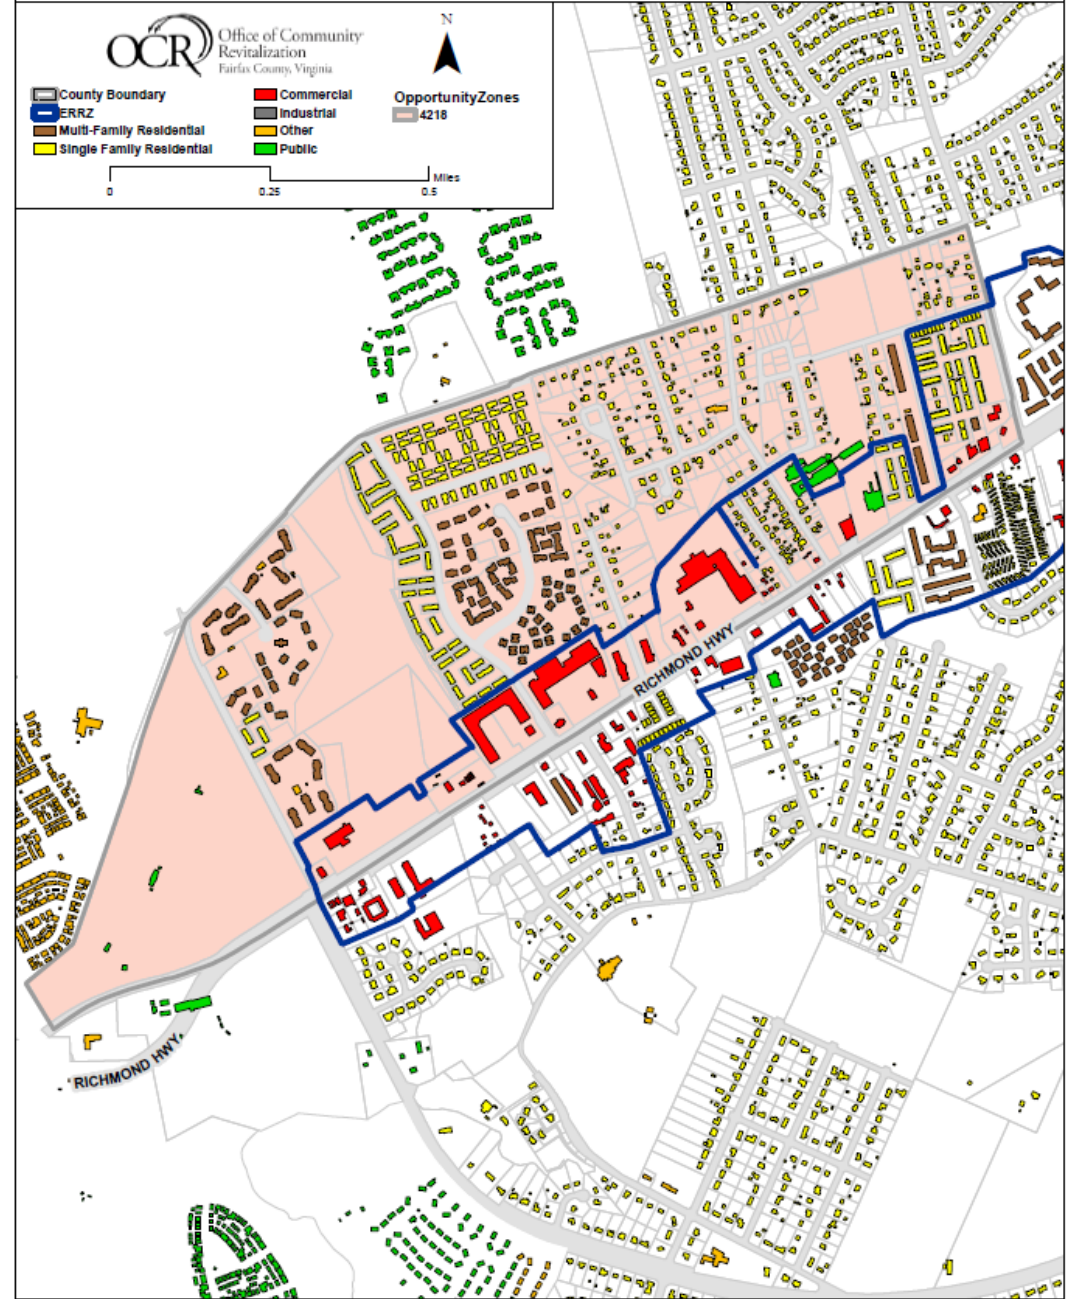 OCR
Office of Community
Revitalization
Fairfax County, Virginia
N
County Boundary
ERRZ
Multi-Family Residential
Single Family Residential
Commercial
Industrial
Other
Public
OpportunityZones
4218
Miles
0
0.25
0.5
RICHMOND HWY
RICHMOND HWY